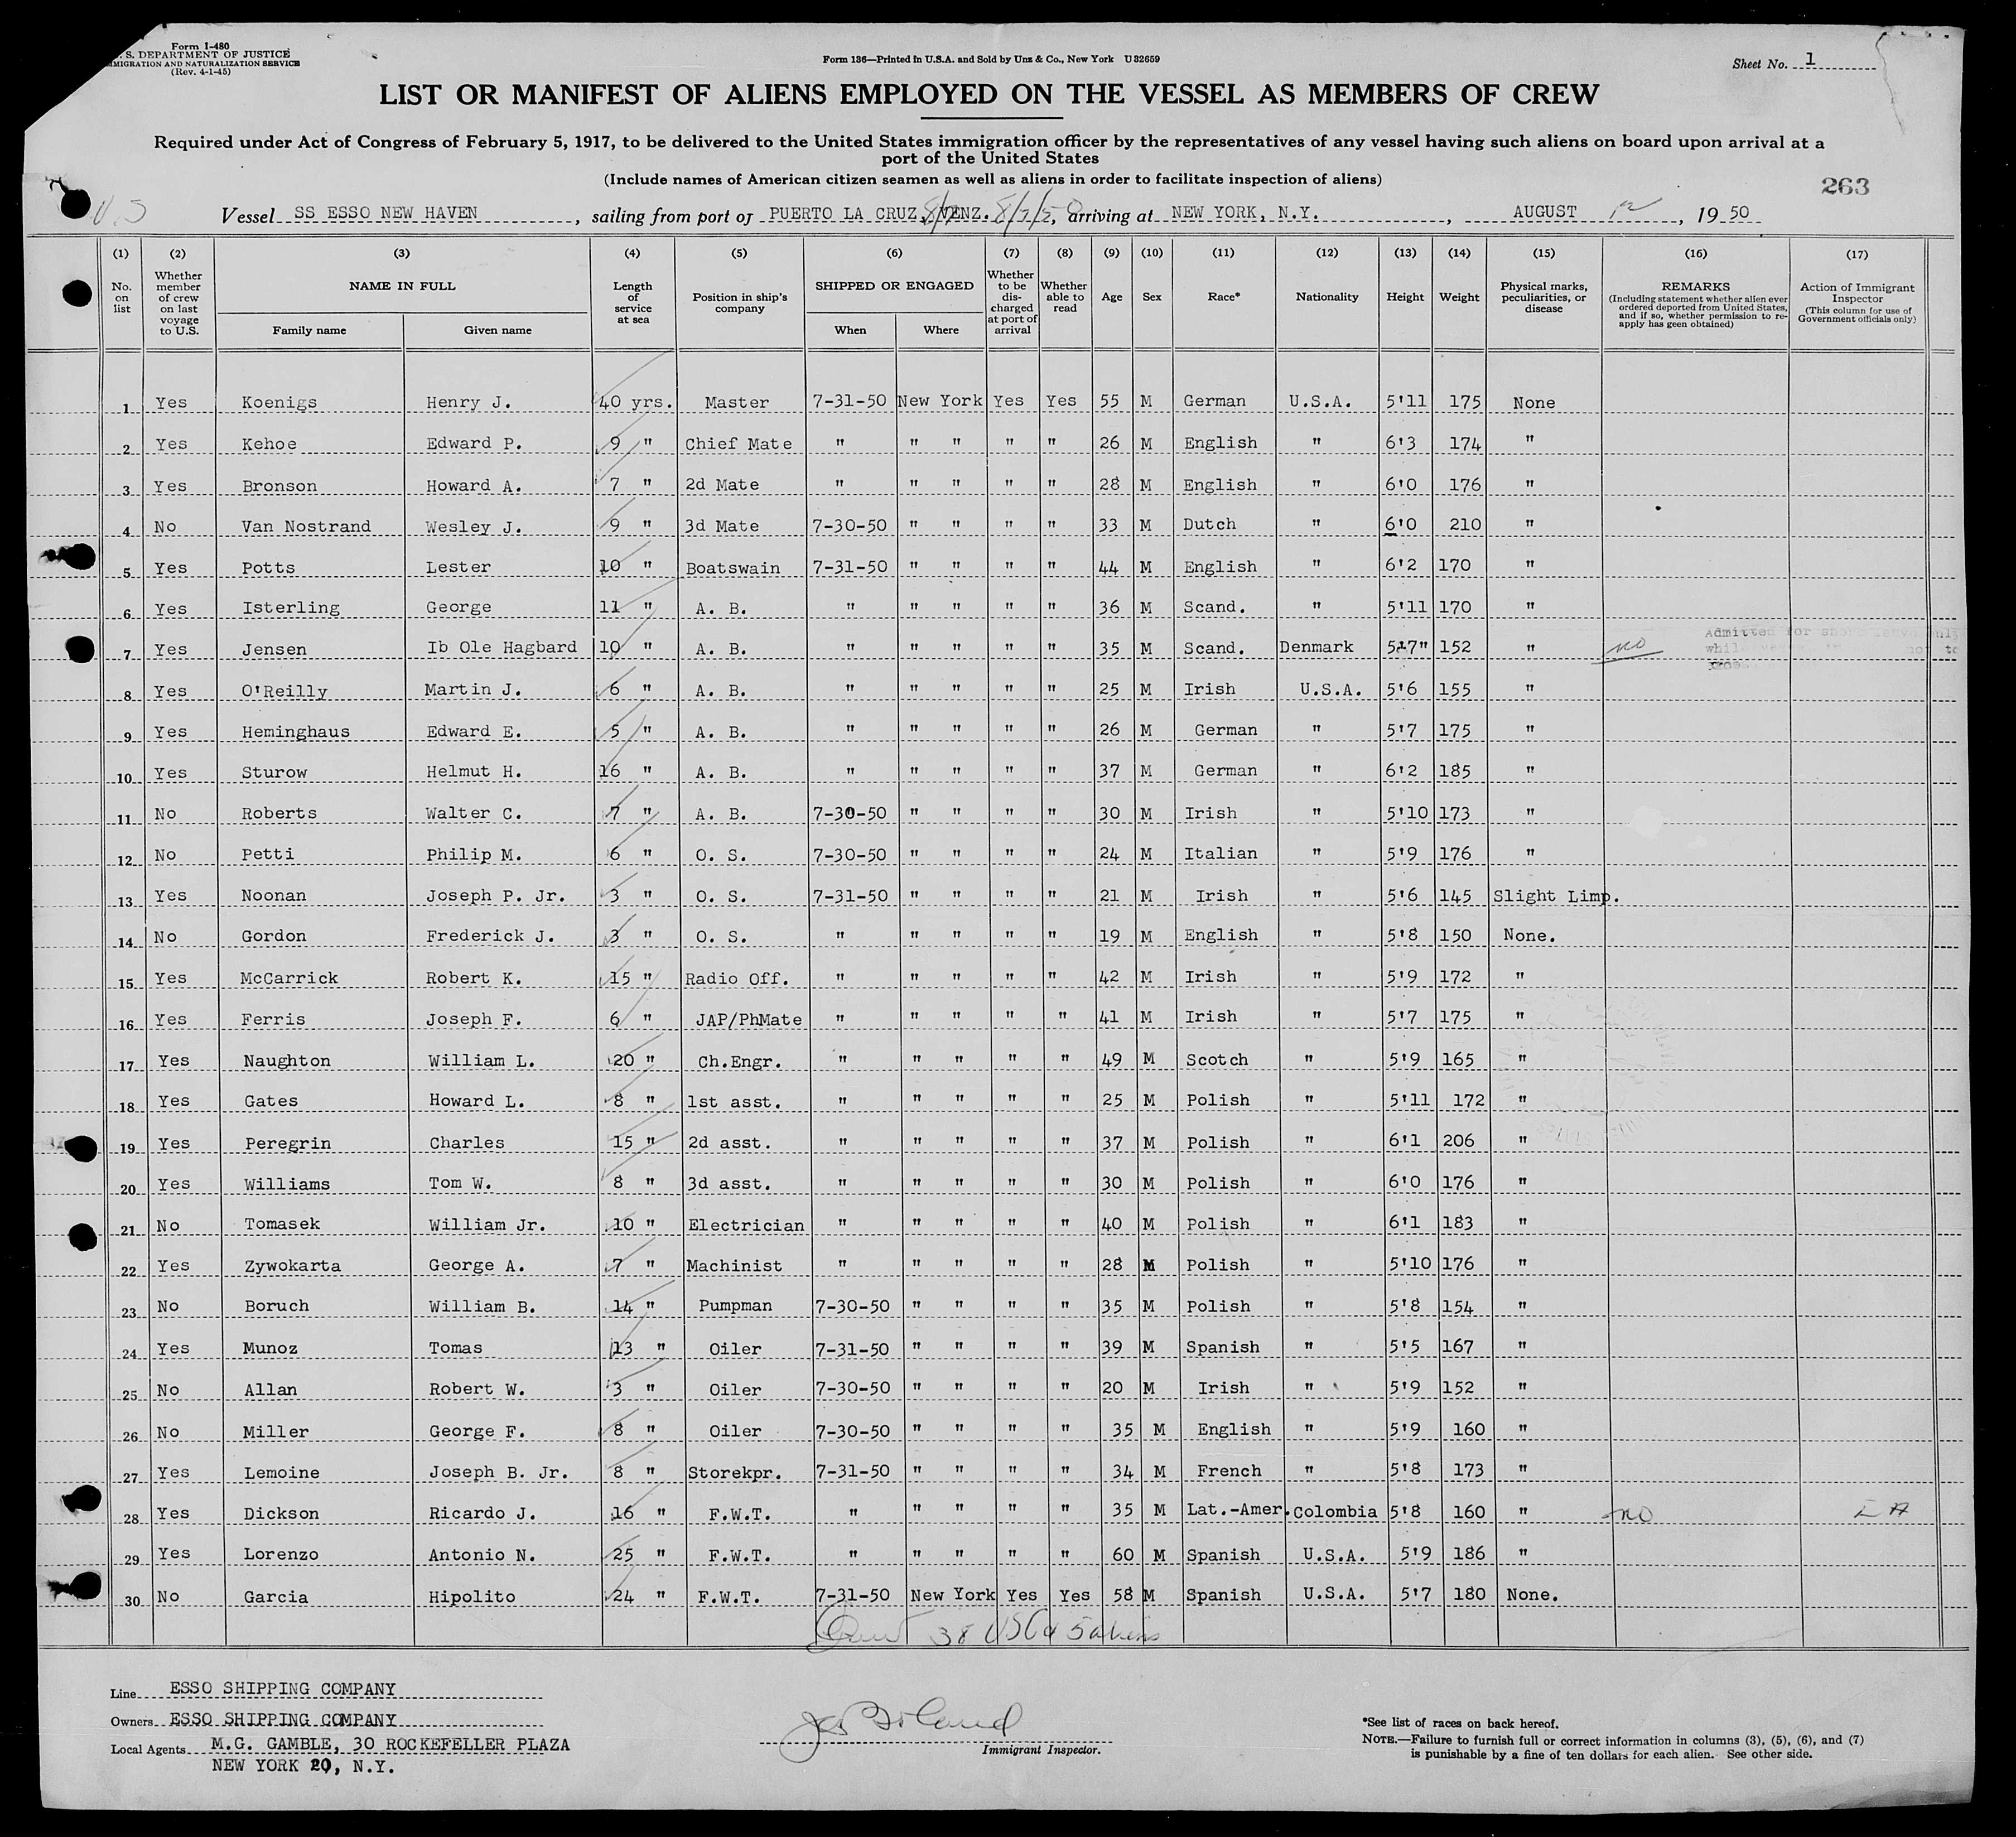 Form I-480
U. S. DEPARTMENT OF JUSTICE
IMMIGRATION AND NATURALIZATION SERVICE
(Rev. 4-1-45)
Form 136—Printed in U.S.A. and Sold by Unz & Co., New York U 32659
Sheet No. 1
LIST OR MANIFEST OF ALIENS EMPLOYED ON THE VESSEL AS MEMBERS OF CREW
Required under Act of Congress of February 5, 1917, to be delivered to the United States immigration officer by the representatives of any vessel having such aliens on board upon arrival at a
port of the United States
(Include names of American citizen seamen as well as aliens in order to facilitate inspection of aliens)
263
Vessel SS ESSO NEW HAVEN, sailing from port of PUERTO LA CRUZ, VENZ., arriving at NEW YORK, N.Y., AUGUST 12, 1950
(1) (2) (3) (4) (5) (6) (7) (8) (9) (10) (11) (12) (13) (14) (15) (16) (17)
No. on list
Whether member of crew on last voyage to U.S.
NAME IN FULL Family name Given name
Length of service at sea
Position in ship's company
SHIPPED OR ENGAGED When Where
Whether to be discharged at port of arrival
Whether able to read
Age Sex Race* Nationality Height Weight
Physical marks, peculiarities, or disease
REMARKS (Including statement whether alien ever ordered deported from United States, and if so, whether permission to re-apply has geen obtained)
Action of Immigrant Inspector (This column for use of Government officials only)
1 Yes Koenigs Henry J. 40 yrs. Master 7-31-50 New York Yes Yes 55 M German U.S.A. 5'11 175 None
2 Yes Kehoe Edward P. 9 " Chief Mate " " " " " 26 M English " 6'3 174 "
3 Yes Bronson Howard A. 7 " 2d Mate " " " " " 28 M English " 6'0 176 "
4 No Van Nostrand Wesley J. 9 " 3d Mate 7-30-50 " " " " 33 M Dutch " 6'0 210 "
5 Yes Potts Lester 10 " Boatswain 7-31-50 " " " " 44 M English " 6'2 170 "
6 Yes Isterling George 11 " A. B. " " " " " 36 M Scand. " 5'11 170 "
7 Yes Jensen Ib Ole Hagbard 10 " A. B. " " " " " 35 M Scand. Denmark 5'7" 152 " no Admitted for
8 Yes O'Reilly Martin J. 6 " A. B. " " " " " 25 M Irish U.S.A. 5'6 155 "
9 Yes Heminghaus Edward E. 5 " A. B. " " " " " 26 M German " 5'7 175 "
10 Yes Sturow Helmut H. 16 " A. B. " " " " " 37 M German " 6'2 185 "
11 No Roberts Walter C. 7 " A. B. 7-30-50 " " " " 30 M Irish " 5'10 173 "
12 No Petti Philip M. 6 " O. S. 7-30-50 " " " " 24 M Italian " 5'9 176 "
13 Yes Noonan Joseph P. Jr. 3 " O. S. 7-31-50 " " " " 21 M Irish " 5'6 145 Slight Limp.
14 No Gordon Frederick J. 3 " O. S. " " " " " 19 M English " 5'8 150 None.
15 Yes McCarrick Robert K. 15 " Radio Off. " " " " " 42 M Irish " 5'9 172 "
16 Yes Ferris Joseph F. 6 " JAP/PhMate " " " " " 41 M Irish " 5'7 175 "
17 Yes Naughton William L. 20 " Ch.Engr. " " " " " 49 M Scotch " 5'9 165 "
18 Yes Gates Howard L. 8 " 1st asst. " " " " " 25 M Polish " 5'11 172 "
19 Yes Peregrin Charles 15 " 2d asst. " " " " " 37 M Polish " 6'1 206 "
20 Yes Williams Tom W. 8 " 3d asst. " " " " " 30 M Polish " 6'0 176 "
21 No Tomasek William Jr. 10 " Electrician " " " " " 40 M Polish " 6'1 183 "
22 Yes Zywokarta George A. 7 " Machinist " " " " " 28 M Polish " 5'10 176 "
23 No Boruch William B. 14 " Pumpman 7-30-50 " " " " 35 M Polish " 5'8 154 "
24 Yes Munoz Tomas 13 " Oiler 7-31-50 " " " " 39 M Spanish " 5'5 167 "
25 No Allan Robert W. 3 " Oiler 7-30-50 " " " " 20 M Irish " 5'9 152 "
26 No Miller George F. 8 " Oiler 7-30-50 " " " " 35 M English " 5'9 160 "
27 Yes Lemoine Joseph B. Jr. 8 " Storekpr. 7-31-50 " " " " 34 M French " 5'8 173 "
28 Yes Dickson Ricardo J. 16 " F.W.T. " " " " " 35 M Lat.-Amer. Colombia 5'8 160 " no
29 Yes Lorenzo Antonio N. 25 " F.W.T. " " " " " 60 M Spanish U.S.A. 5'9 186 "
30 No Garcia Hipolito 24 " F.W.T. 7-31-50 New York Yes Yes 58 M Spanish U.S.A. 5'7 180 None.
Crew 38 USC & 5 aliens
Line ESSO SHIPPING COMPANY
Owners ESSO SHIPPING COMPANY
Local Agents M.G. GAMBLE, 30 ROCKEFELLER PLAZA
NEW YORK 20, N.Y.
Immigrant Inspector.
*See list of races on back hereof.
NOTE.—Failure to furnish full or correct information in columns (3), (5), (6), and (7)
is punishable by a fine of ten dollars for each alien. See other side.